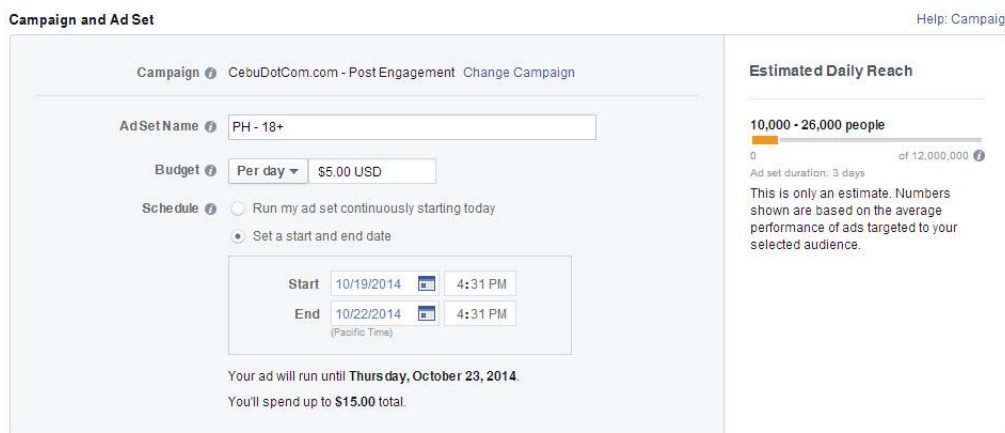 Campaign and Ad Set
Help: Campaig
Campaign CebuDotCom.com - Post Engagement Change Campaign
Ad Set Name PH - 18+
Budget Per day $5.00 USD
Schedule Run my ad set continuously starting today
Set a start and end date
Start 10/19/2014 4:31 PM
End 10/22/2014 4:31 PM
(Pacific Time)
Your ad will run until Thursday, October 23, 2014.
You'll spend up to $15.00 total.
Estimated Daily Reach
10,000 - 26,000 people
0 of 12,000,000
Ad set duration: 3 days
This is only an estimate. Numbers
shown are based on the average
performance of ads targeted to your
selected audience.